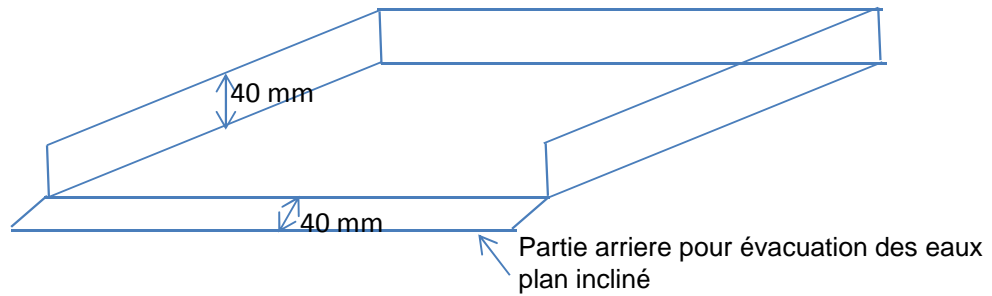 40 mm
40 mm
Partie arriere pour évacuation des eaux
plan incliné